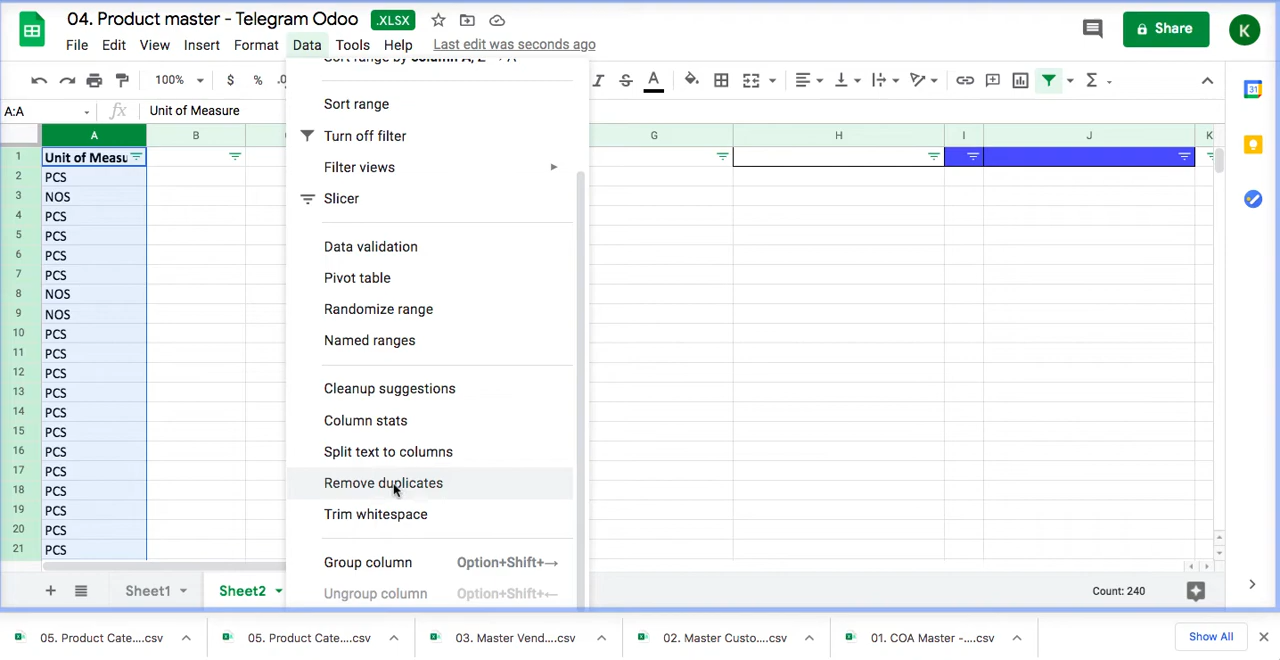 04. Product master - Telegram Odoo .XLSX
File Edit View Insert Format Data Tools Help Last edit was seconds ago
Share
K
100% $ % .0
A:A fx Unit of Measure
A B G H I J K
1 Unit of Measu
2 PCS
3 NOS
4 PCS
5 PCS
6 PCS
7 PCS
8 NOS
9 NOS
10 PCS
11 PCS
12 PCS
13 PCS
14 PCS
15 PCS
16 PCS
17 PCS
18 PCS
19 PCS
20 PCS
21 PCS
Sort range
Turn off filter
Filter views
Slicer
Data validation
Pivot table
Randomize range
Named ranges
Cleanup suggestions
Column stats
Split text to columns
Remove duplicates
Trim whitespace
Group column Option+Shift+→
Ungroup column Option+Shift+←
31
Sheet1 Sheet2 Count: 240
05. Product Cate....csv 05. Product Cate....csv 03. Master Vend....csv 02. Master Custo....csv 01. COA Master -....csv Show All